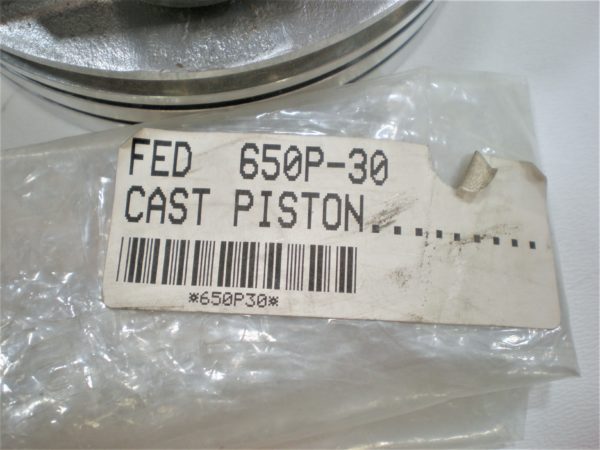 FED 650P-30
CAST PISTON..........
*650P30*